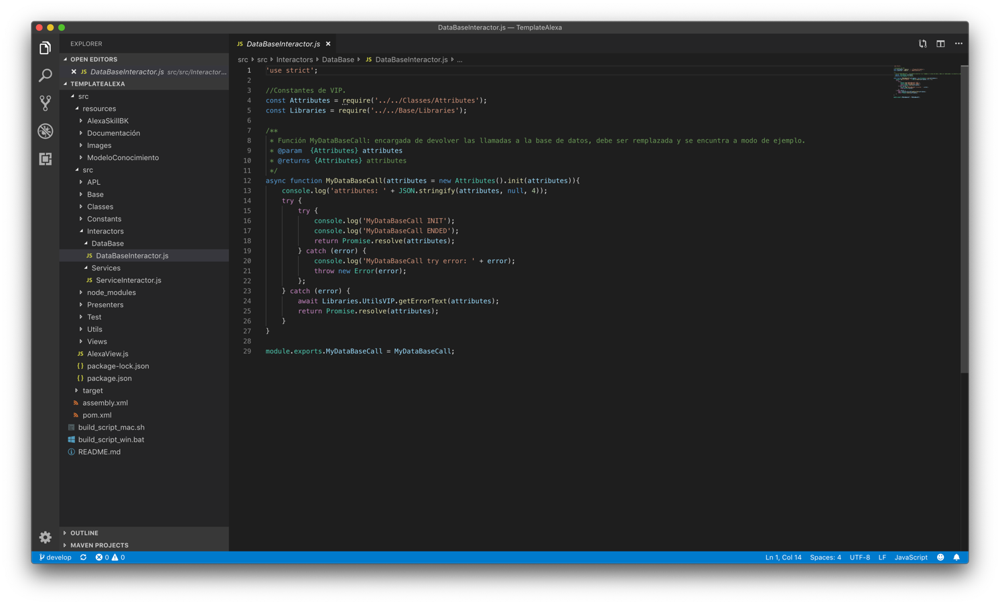 DataBaseInteractor.js — TemplateAlexa
EXPLORER
OPEN EDITORS
JS DataBaseInteractor.js src/src/Interactor...
TEMPLATEALEXA
src
resources
AlexaSkillBK
Documentación
Images
ModeloConocimiento
src
APL
Base
Classes
Constants
Interactors
DataBase
JS DataBaseInteractor.js
Services
JS ServiceInteractor.js
node_modules
Presenters
Test
Utils
Views
JS AlexaView.js
{} package-lock.json
{} package.json
target
assembly.xml
pom.xml
build_script_mac.sh
build_script_win.bat
README.md
OUTLINE
MAVEN PROJECTS
JS DataBaseInteractor.js
src src Interactors DataBase JS DataBaseInteractor.js ...
1 'use strict';
2
3 //Constantes de VIP.
4 const Attributes = require('../../Classes/Attributes');
5 const Libraries = require('../../Base/Libraries');
6
7 /**
8 * Función MyDataBaseCall: encargada de devolver las llamadas a la base de datos, debe ser remplazada y se encuntra a modo de ejemplo.
9 * @param {Attributes} attributes
10 * @returns {Attributes} attributes
11 */
12 async function MyDataBaseCall(attributes = new Attributes().init(attributes)){
13 console.log('attributes: ' + JSON.stringify(attributes, null, 4));
14 try {
15 try {
16 console.log('MyDataBaseCall INIT');
17 console.log('MyDataBaseCall ENDED');
18 return Promise.resolve(attributes);
19 } catch (error) {
20 console.log('MyDataBaseCall try error: ' + error);
21 throw new Error(error);
22 };
23 } catch (error) {
24 await Libraries.UtilsVIP.getErrorText(attributes);
25 return Promise.resolve(attributes);
26 }
27 }
28
29 module.exports.MyDataBaseCall = MyDataBaseCall;
develop 0 0 Ln 1, Col 14 Spaces: 4 UTF-8 LF JavaScript